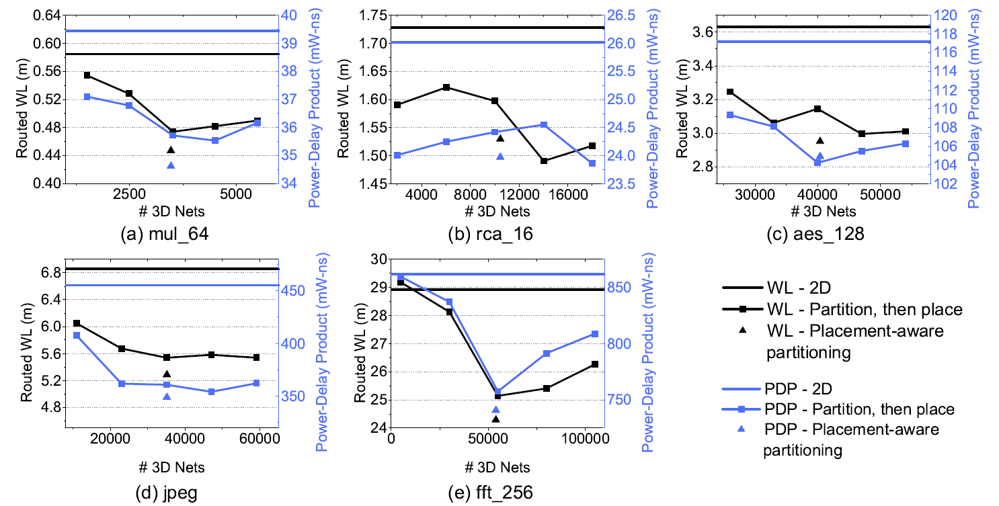 0.64
0.60
0.56
0.52
0.48
0.44
0.40
Routed WL (m)
2500 5000
# 3D Nets
40
39
38
37
36
35
34
Power-Delay Product (mW-ns)
(a) mul_64
1.75
1.70
1.65
1.60
1.55
1.50
1.45
Routed WL (m)
4000 8000 12000 16000
# 3D Nets
26.5
26.0
25.5
25.0
24.5
24.0
23.5
Power-Delay Product (mW-ns)
(b) rca_16
3.6
3.4
3.2
3.0
2.8
Routed WL (m)
30000 40000 50000
# 3D Nets
120
118
116
114
112
110
108
106
104
102
Power-Delay Product (mW-ns)
(c) aes_128
6.8
6.4
6.0
5.6
5.2
4.8
Routed WL (m)
20000 40000 60000
# 3D Nets
450
400
350
Power-Delay Product (mW-ns)
(d) jpeg
30
29
28
27
26
25
24
Routed WL (m)
0 50000 100000
# 3D Nets
850
800
750
Power-Delay Product (mW-ns)
(e) fft_256
WL - 2D
WL - Partition, then place
WL - Placement-aware
partitioning
PDP - 2D
PDP - Partition, then place
PDP - Placement-aware
partitioning